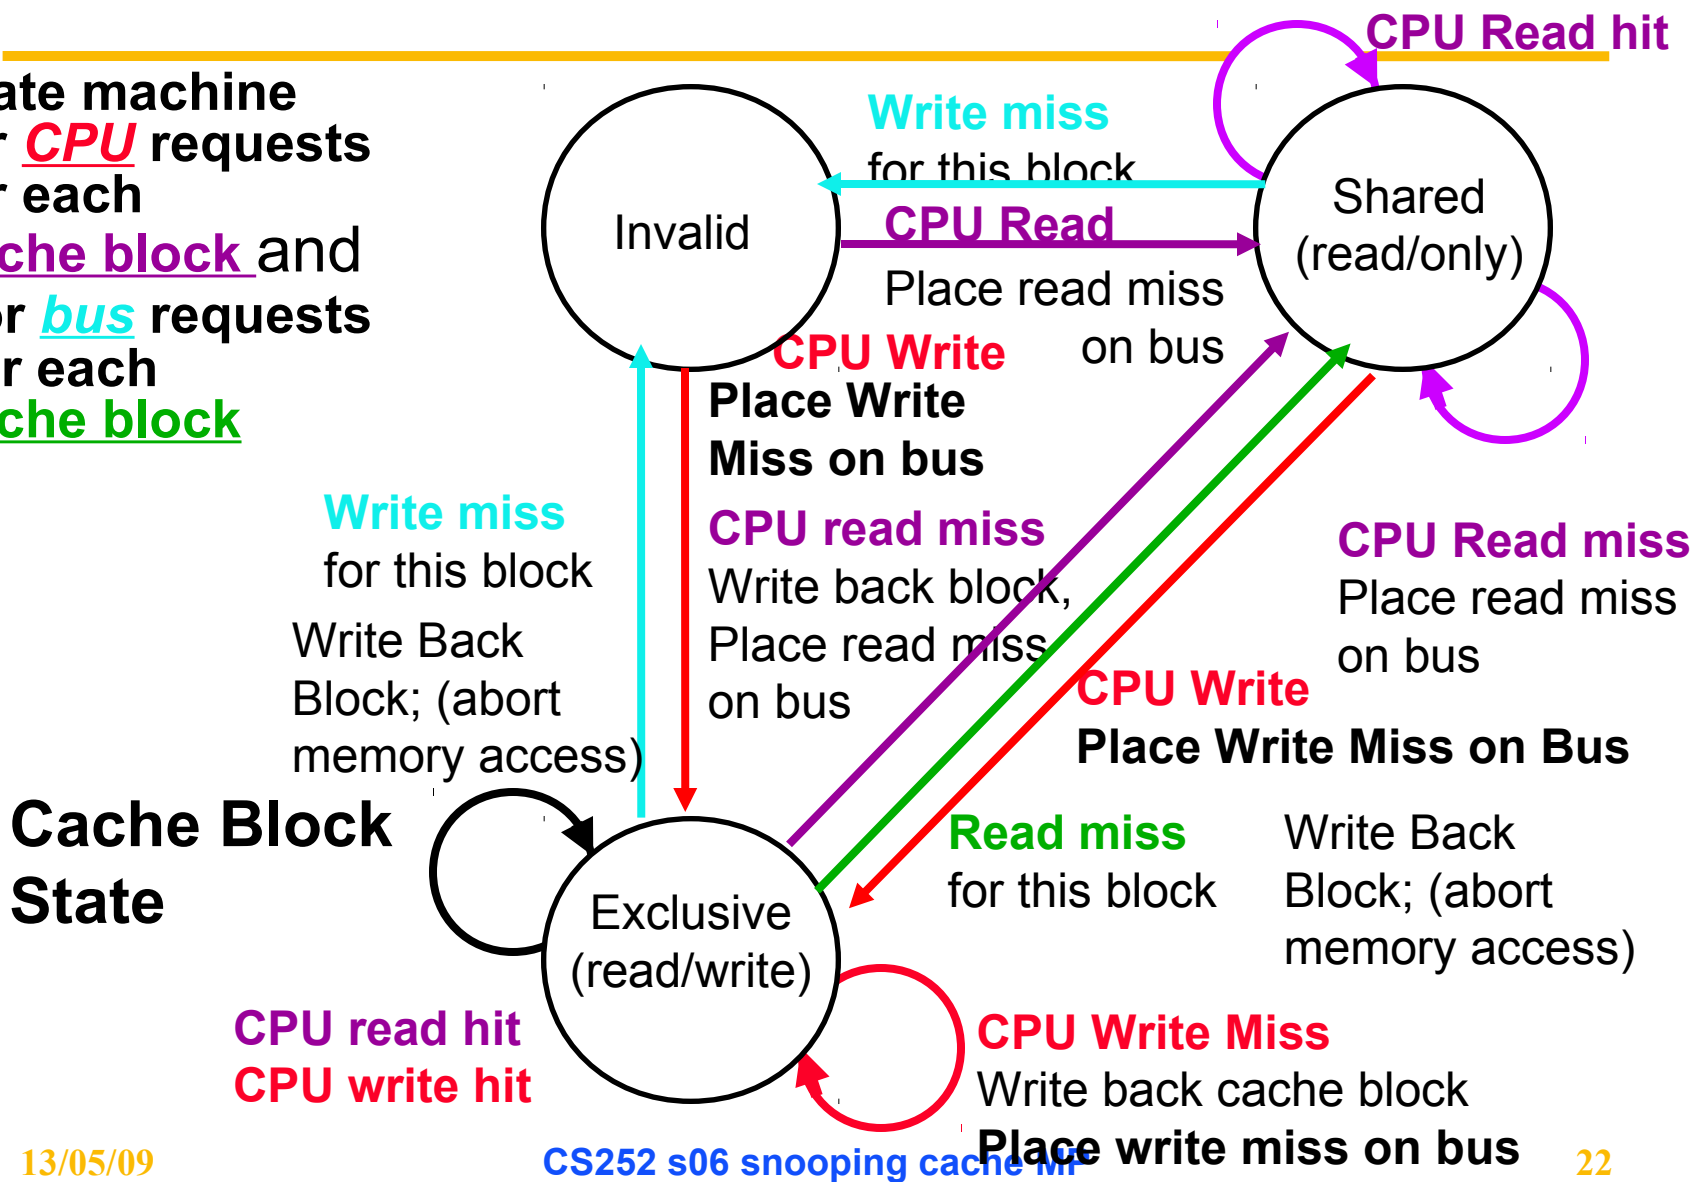 CPU Read hit
ate machine
r CPU requests
r each
che block and
or bus requests
r each
che block
Invalid
Write miss
for this block
CPU Read
Place read miss
on bus
Shared
(read/only)
CPU Write
Place Write
Miss on bus
Write miss
for this block
Write Back
Block; (abort
memory access)
CPU read miss
Write back block,
Place read miss
on bus
CPU Read miss
Place read miss
on bus
CPU Write
Place Write Miss on Bus
Cache Block
State
Read miss
for this block
Write Back
Block; (abort
memory access)
Exclusive
(read/write)
CPU read hit
CPU write hit
CPU Write Miss
Write back cache block
Place write miss on bus
13/05/09
CS252 s06 snooping cache MP
22